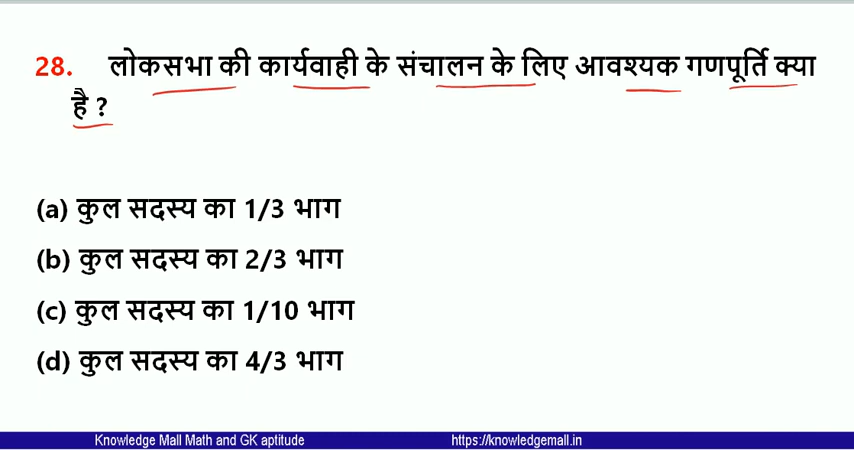 28. लोकसभा की कार्यवाही के संचालन के लिए आवश्यक गणपूर्ति क्या
है ?
(a) कुल सदस्य का 1/3 भाग
(b) कुल सदस्य का 2/3 भाग
(c) कुल सदस्य का 1/10 भाग
(d) कुल सदस्य का 4/3 भाग
Knowledge Mall Math and GK aptitude https://knowledgemall.in